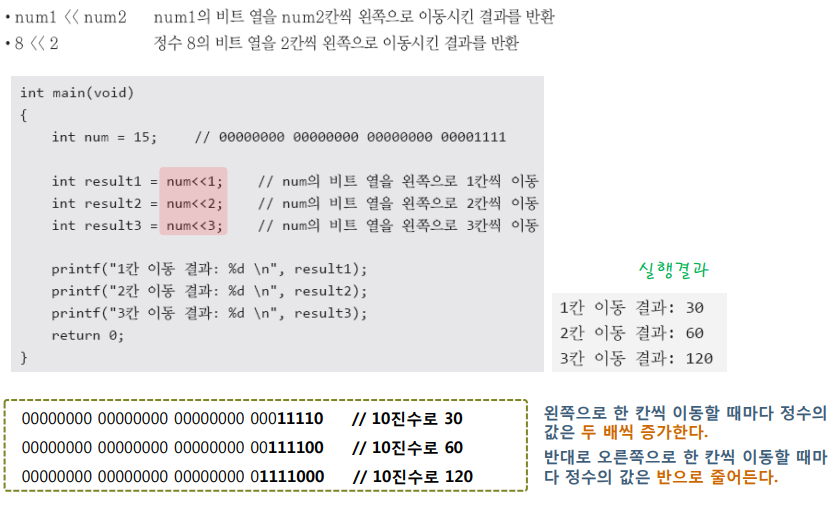 • num1 << num2 num1의 비트 열을 num2칸씩 왼쪽으로 이동시킨 결과를 반환
• 8 << 2 정수 8의 비트 열을 2칸씩 왼쪽으로 이동시킨 결과를 반환
int main(void)
{
int num = 15; // 00000000 00000000 00000000 00001111
int result1 = num<<1; // num의 비트 열을 왼쪽으로 1칸씩 이동
int result2 = num<<2; // num의 비트 열을 왼쪽으로 2칸씩 이동
int result3 = num<<3; // num의 비트 열을 왼쪽으로 3칸씩 이동
printf("1칸 이동 결과: %d \n", result1);
printf("2칸 이동 결과: %d \n", result2);
printf("3칸 이동 결과: %d \n", result3);
return 0;
}
실행결과
1칸 이동 결과: 30
2칸 이동 결과: 60
3칸 이동 결과: 120
00000000 00000000 00000000 00011110 // 10진수로 30
00000000 00000000 00000000 00111100 // 10진수로 60
00000000 00000000 00000000 01111000 // 10진수로 120
왼쪽으로 한 칸씩 이동할 때마다 정수의
값은 두 배씩 증가한다.
반대로 오른쪽으로 한 칸씩 이동할 때마
다 정수의 값은 반으로 줄어든다.